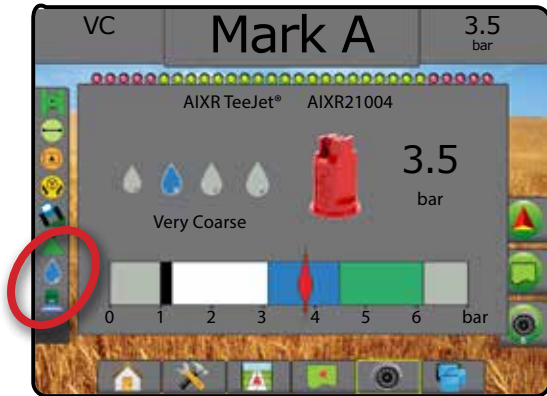 VC Mark A 3.5
bar
AIXR TeeJet® AIXR21004
3.5
bar
Very Coarse
0 1 2 3 4 5 6 bar